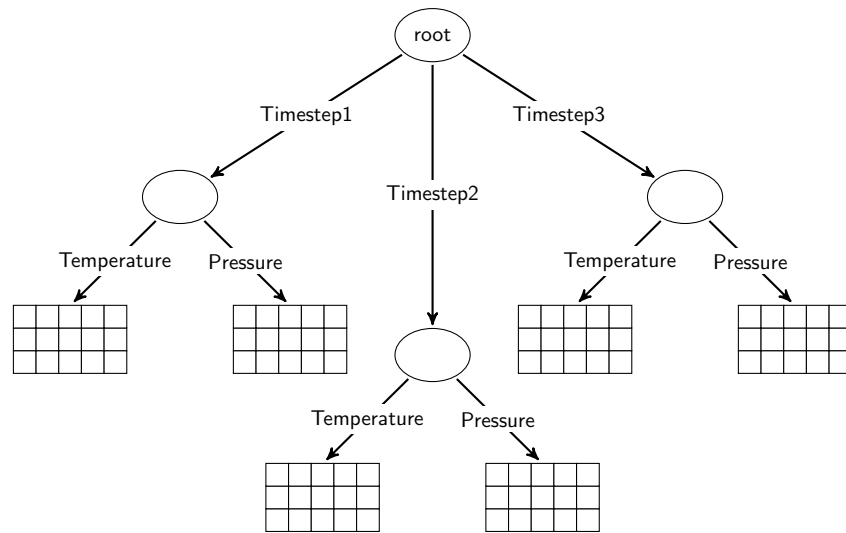 root
Timestep1
Timestep3
Timestep2
Temperature
Pressure
Temperature
Pressure
Temperature
Pressure